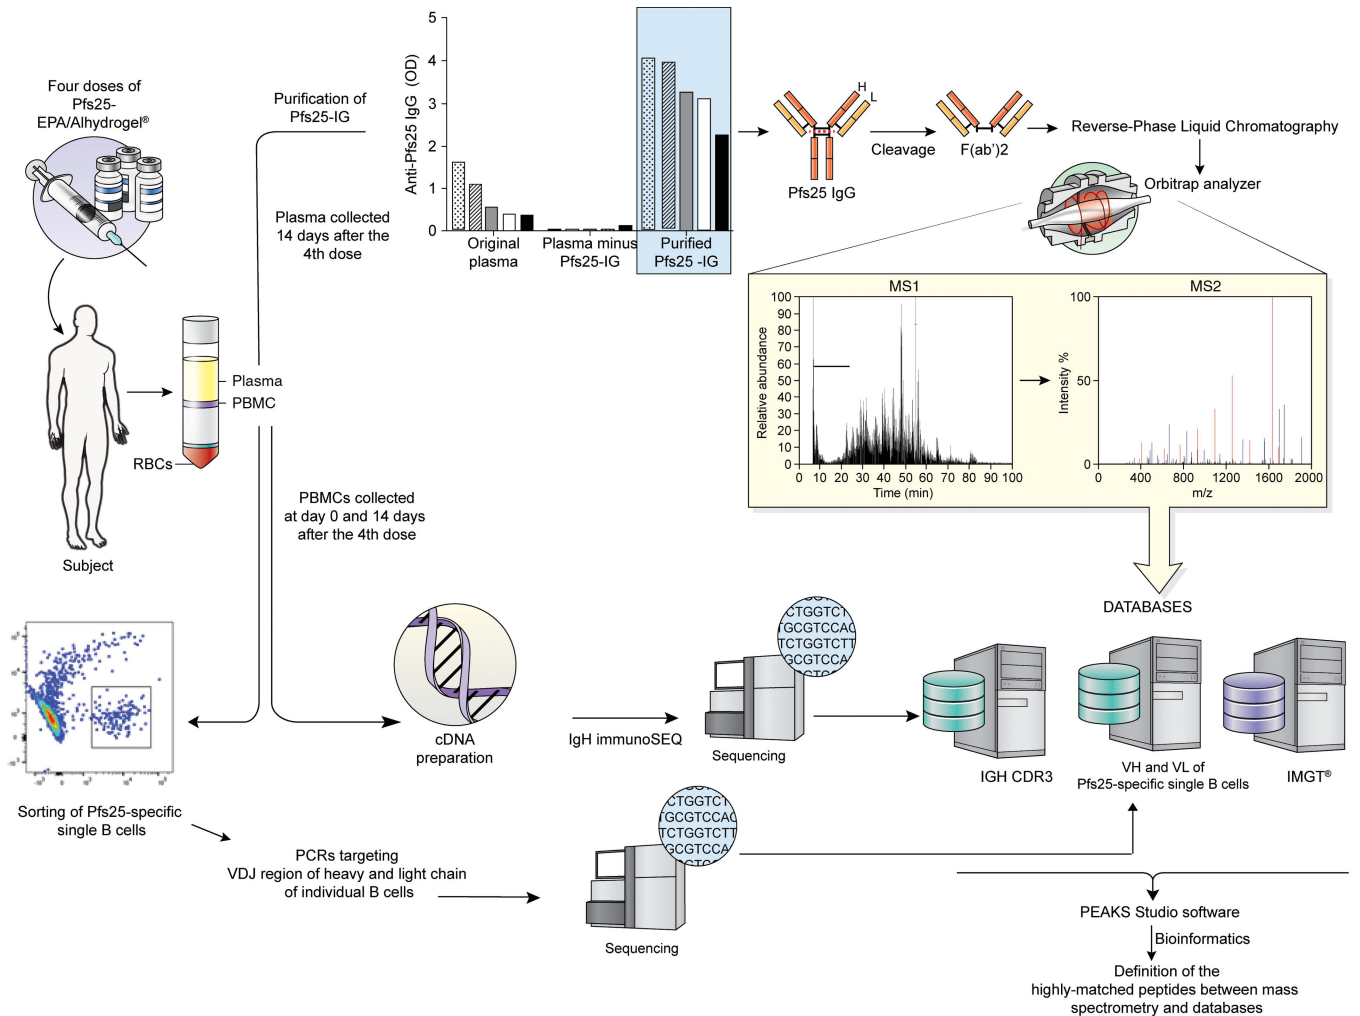 Four doses of
Pfs25-
EPA/Alhydrogel®
Purification of
Pfs25-IG
Plasma collected
14 days after the
4th dose
Anti-Pfs25 IgG (OD)
5
4
3
2
1
0
Original
plasma
Plasma minus
Pfs25-IG
Purified
Pfs25 -IG
H
L
Pfs25 IgG
Cleavage
F(ab')2
Reverse-Phase Liquid Chromatography
Orbitrap analyzer
MS1
Relative abundance
100
90
80
70
60
50
40
30
20
10
0
0 10 20 30 40 50 60 70 80 90 100
Time (min)
MS2
Intensity %
100
50
0
0 400 800 1200 1600 2000
m/z
Plasma
PBMC
RBCs
Subject
PBMCs collected
at day 0 and 14 days
after the 4th dose
Sorting of Pfs25-specific
single B cells
cDNA
preparation
IgH immunoSEQ
CTGGTCT
TGCGTCCAC
TCTGGTCTT
GCGTCCA
Sequencing
DATABASES
IGH CDR3
VH and VL of
Pfs25-specific single B cells
IMGT®
PCRs targeting
VDJ region of heavy and light chain
of individual B cells
CTGGTCT
TGCGTCCAC
TCTGGTCTT
GCGTCCA
Sequencing
PEAKS Studio software
Bioinformatics
Definition of the
highly-matched peptides between mass
spectrometry and databases